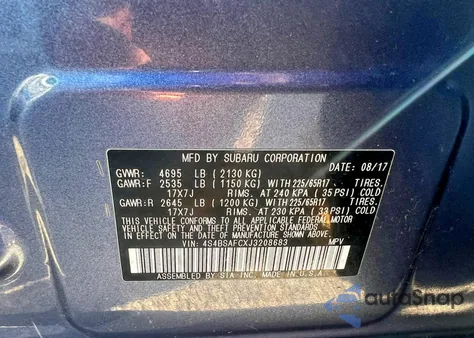 MFD BY SUBARU CORPORATION
DATE: 08/17
GVWR: 4695 LB (2130 KG)
GAWR:F 2535 LB (1150 KG) WITH 225/65R17 TIRES.
17X7J RIMS. AT 240 KPA (35 PSI) COLD
GAWR:R 2645 LB (1200 KG) WITH 225/65R17 TIRES.
17X7J RIMS. AT 230 KPA (33 PSI) COLD
THIS VEHICLE CONFORMS TO ALL APPLICABLE FEDERAL MOTOR
VEHICLE SAFETY AND THEFT PREVENTION STANDARDS
IN EFFECT ON THE DATE OF MANUFACTURE SHOWN ABOVE.
VIN: 4S4BSAFCXJ3208683 MPV
ASSEMBLED BY SIA INC. MADE IN U.S.A
autoSnap